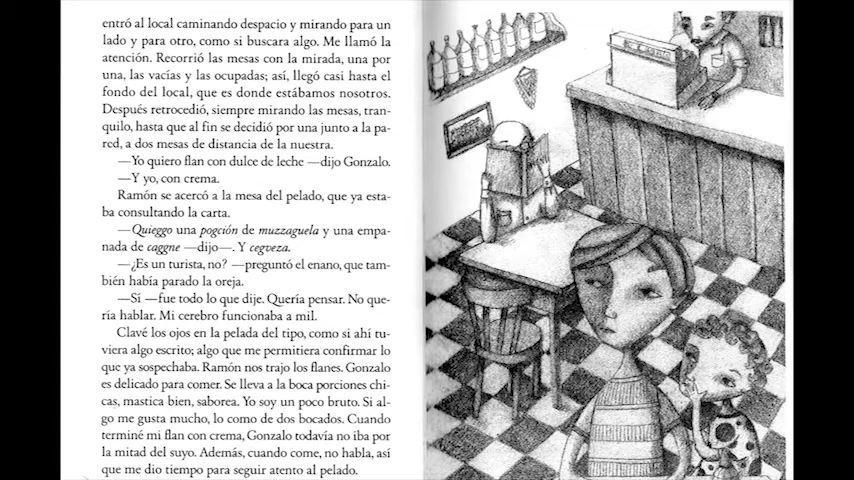 entró al local caminando despacio y mirando para un
lado y para otro, como si buscara algo. Me llamó la
atención. Recorrió las mesas con la mirada, una por
una, las vacías y las ocupadas; así, llegó casi hasta el
fondo del local, que es donde estábamos nosotros.
Después retrocedió, siempre mirando las mesas, tran-
quilo, hasta que al fin se decidió por una junto a la pa-
red, a dos mesas de distancia de la nuestra.
—Yo quiero flan con dulce de leche —dijo Gonzalo.
—Y yo, con crema.
Ramón se acercó a la mesa del pelado, que ya esta-
ba consultando la carta.
—Quieggo una pogción de muzzaguela y una empa-
nada de caggne —dijo—. Y cegveza.
—¿Es un turista, no? —preguntó el enano, que tam-
bién había parado la oreja.
—Sí —fue todo lo que dije. Quería pensar. No que-
ría hablar. Mi cerebro funcionaba a mil.
Clavé los ojos en la pelada del tipo, como si ahí tu-
viera algo escrito; algo que me permitiera confirmar lo
que ya sospechaba. Ramón nos trajo los flanes. Gonzalo
es delicado para comer. Se lleva a la boca porciones chi-
cas, mastica bien, saborea. Yo soy un poco bruto. Si al-
go me gusta mucho, lo como de dos bocados. Cuando
terminé mi flan con crema, Gonzalo todavía no iba por
la mitad del suyo. Además, cuando come, no habla, así
que me dio tiempo para seguir atento al pelado.
MENÚ